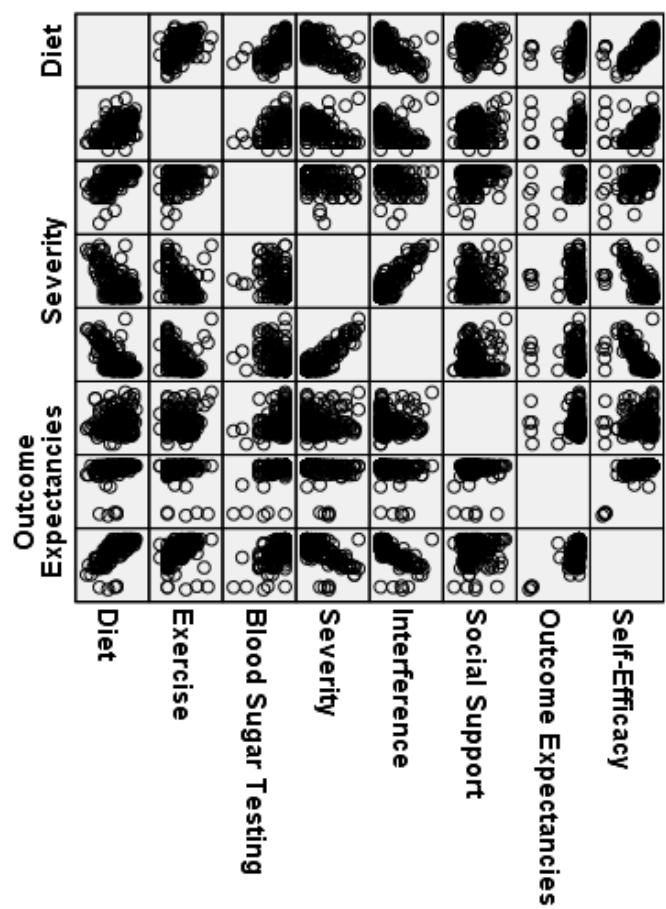 Diet
Severity
Outcome
Expectancies
Diet
Exercise
Blood Sugar Testing
Severity
Interference
Social Support
Outcome Expectancies
Self-Efficacy